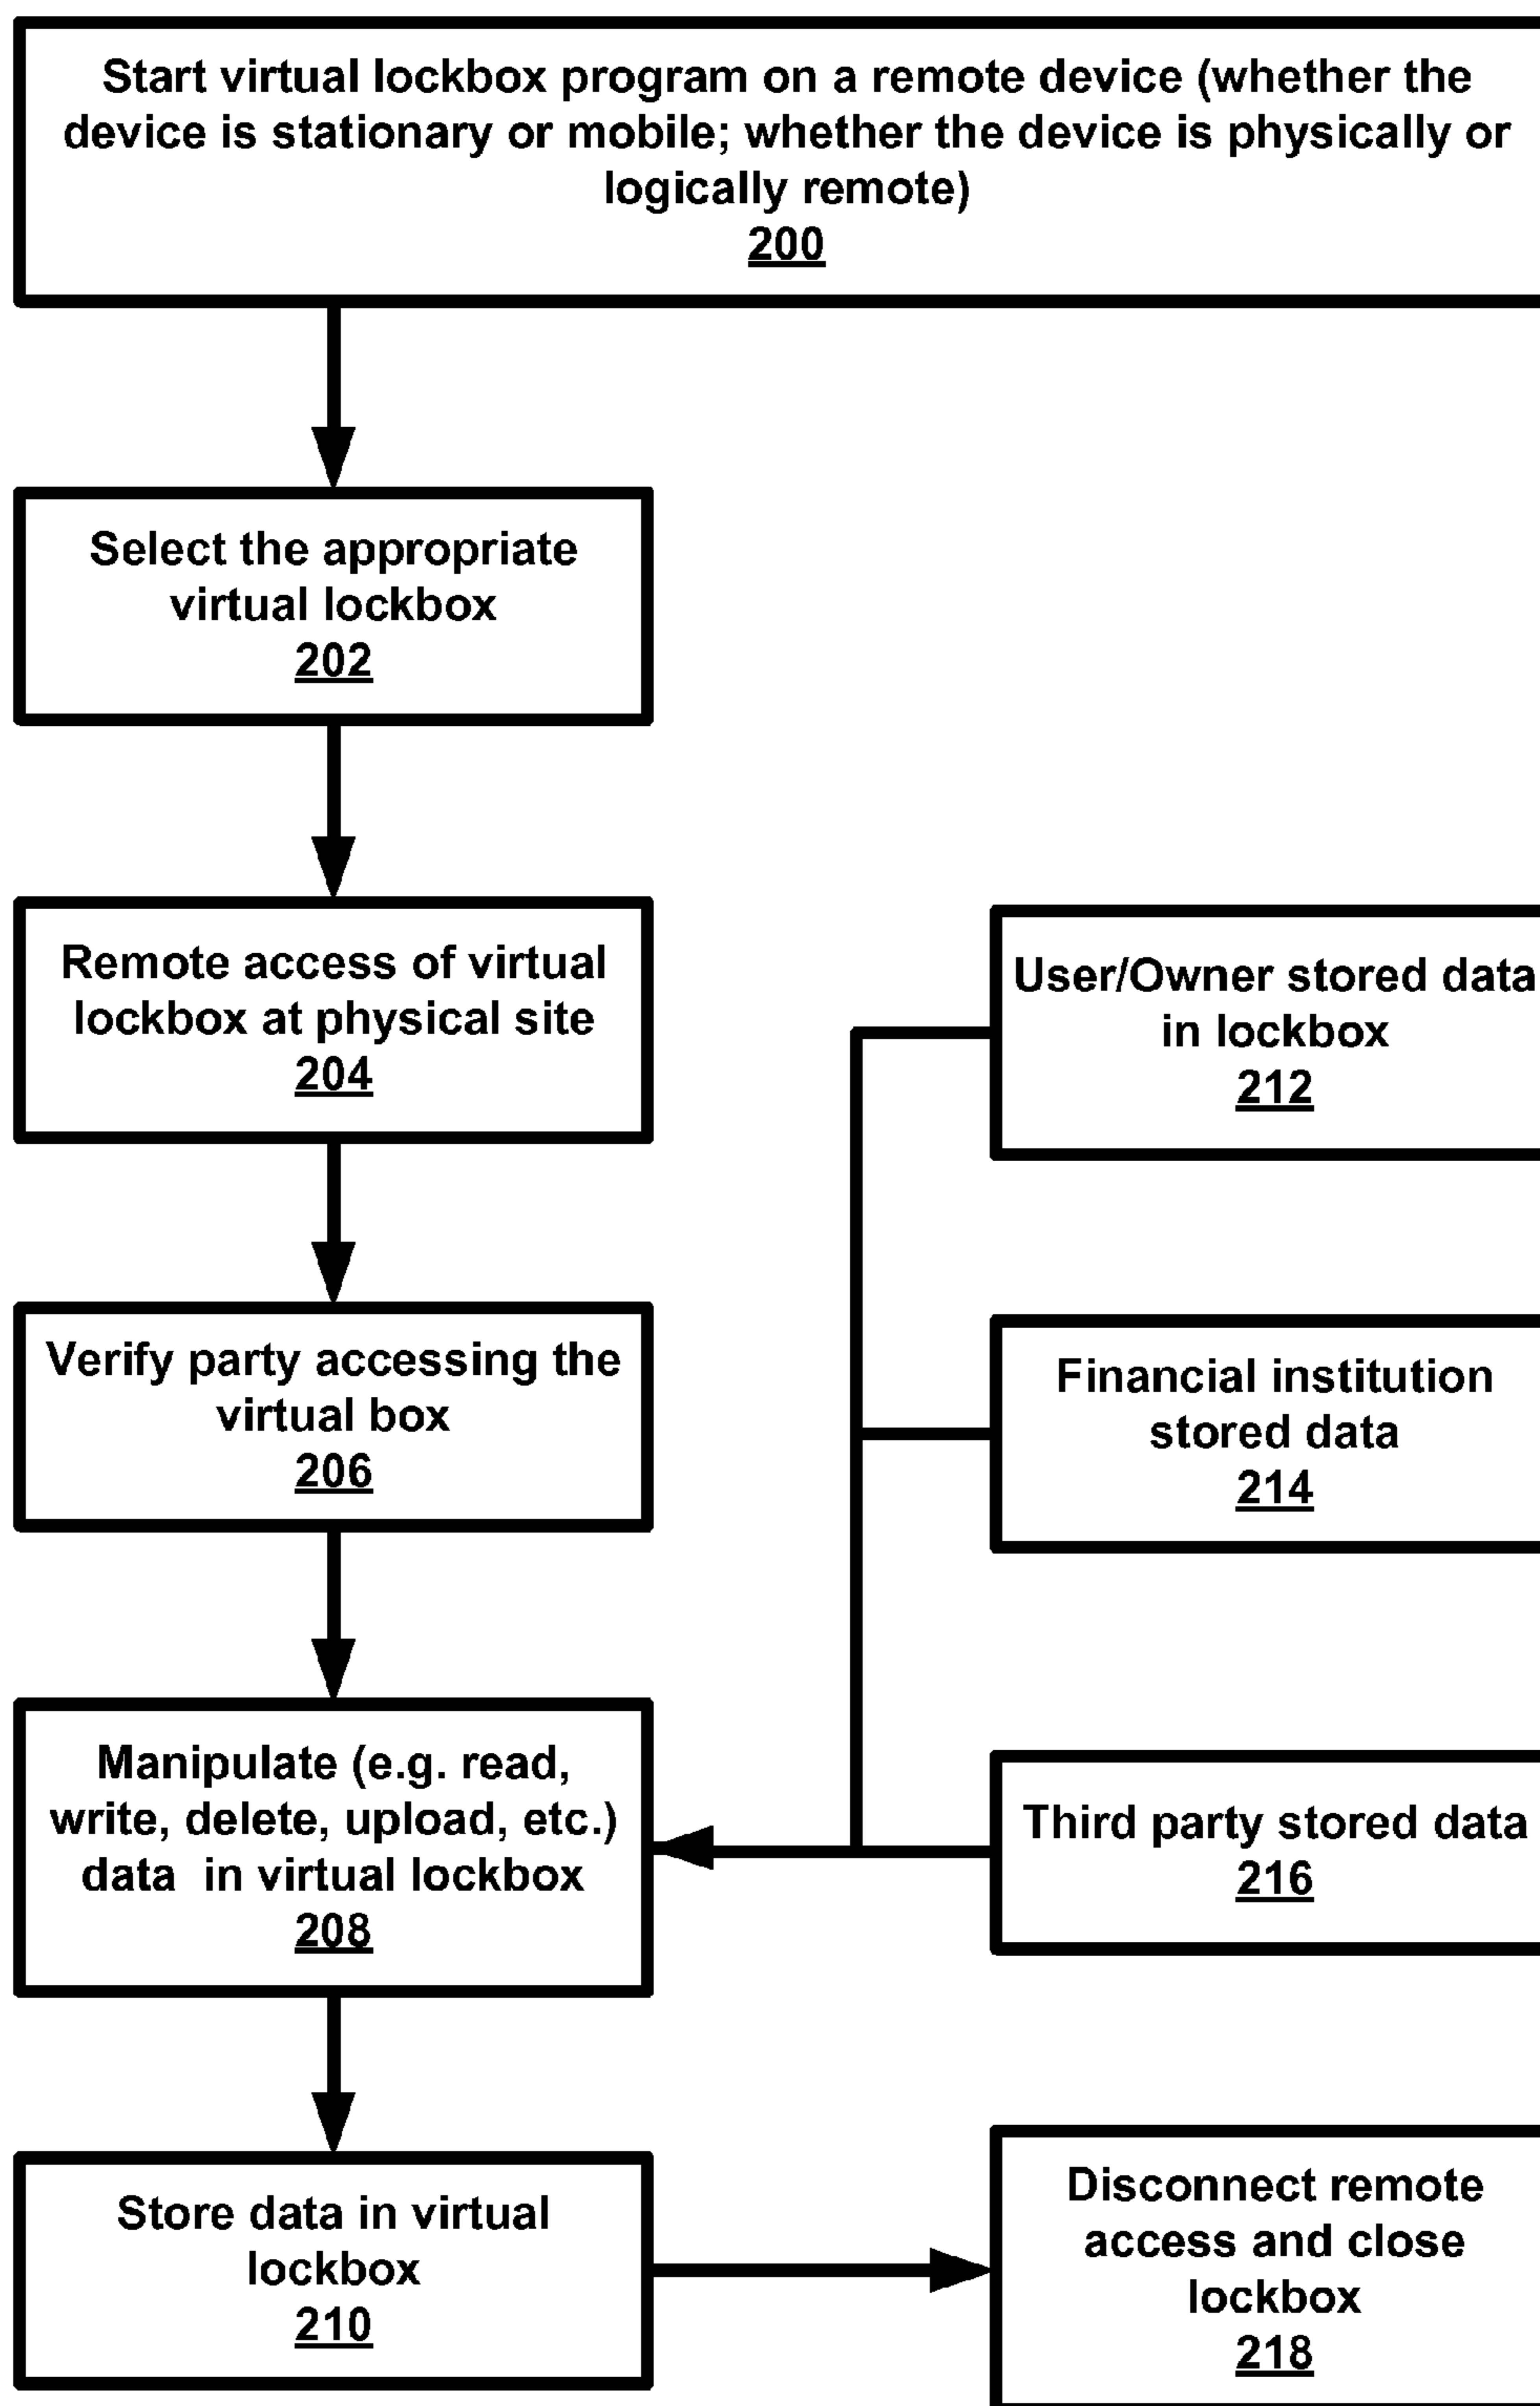 Start virtual lockbox program on a remote device (whether the
device is stationary or mobile; whether the device is physically or
logically remote)
200
Select the appropriate
virtual lockbox
202
Remote access of virtual
lockbox at physical site
204
User/Owner stored data
in lockbox
212
Verify party accessing the
virtual box
206
Financial institution
stored data
214
Manipulate (e.g. read,
write, delete, upload, etc.)
data in virtual lockbox
208
Third party stored data
216
Store data in virtual
lockbox
210
Disconnect remote
access and close
lockbox
218